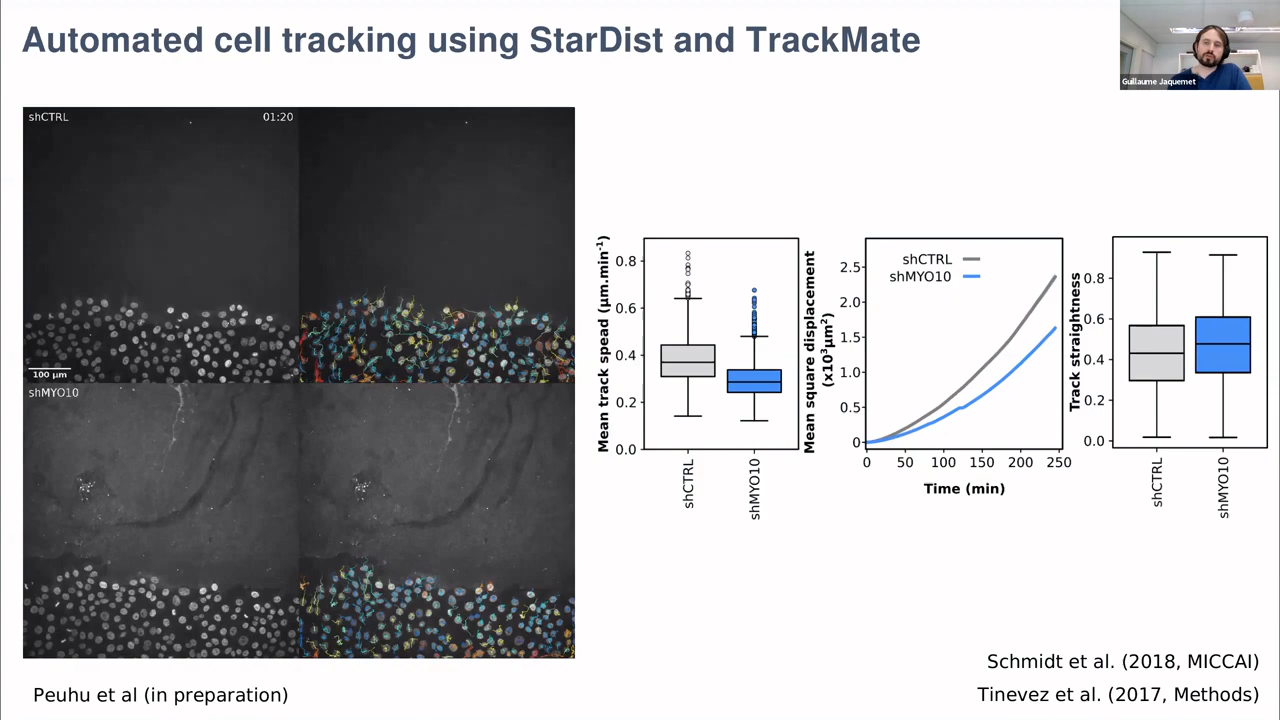 Automated cell tracking using StarDist and TrackMate
Guillaume Jaquemet
shCTRL
01:20
100 µm
shMYO10
Mean track spead (µm.min⁻¹)
0.8
0.6
0.4
0.2
0.0
shCTRL
shMYO10
Mean square displacement
(x10³µm²)
2.5
2.0
1.5
1.0
0.5
0
shCTRL
shMYO10
0
50
100
150
200
250
Time (min)
Track straightness
0.8
0.6
0.4
0.2
0.0
shCTRL
shMYO10
Schmidt et al. (2018, MICCAI)
Peuhu et al (in preparation)
Tinevez et al. (2017, Methods)